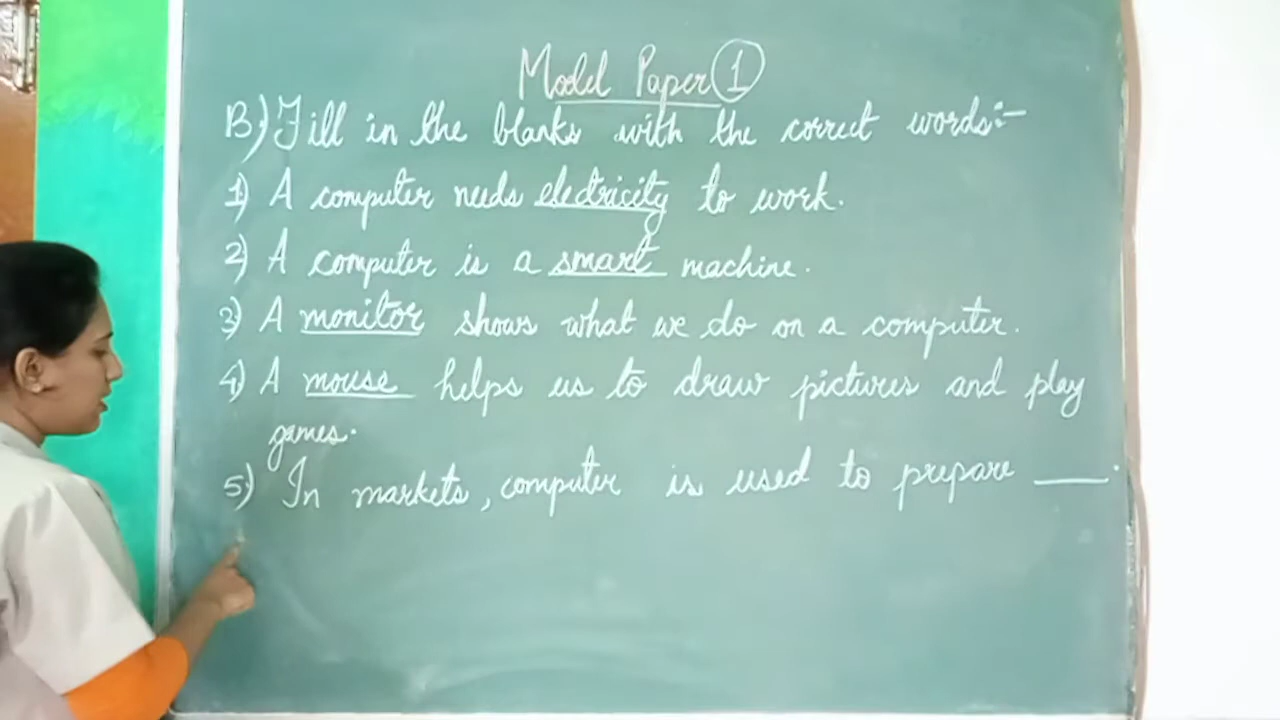 Model Paper 1
B) Fill in the blanks with the correct words:-
1) A computer needs electricity to work.
2) A computer is a smart machine.
3) A monitor shows what we do on a computer.
4) A mouse helps us to draw pictures and play
games.
5) In markets, computer is used to prepare ____.